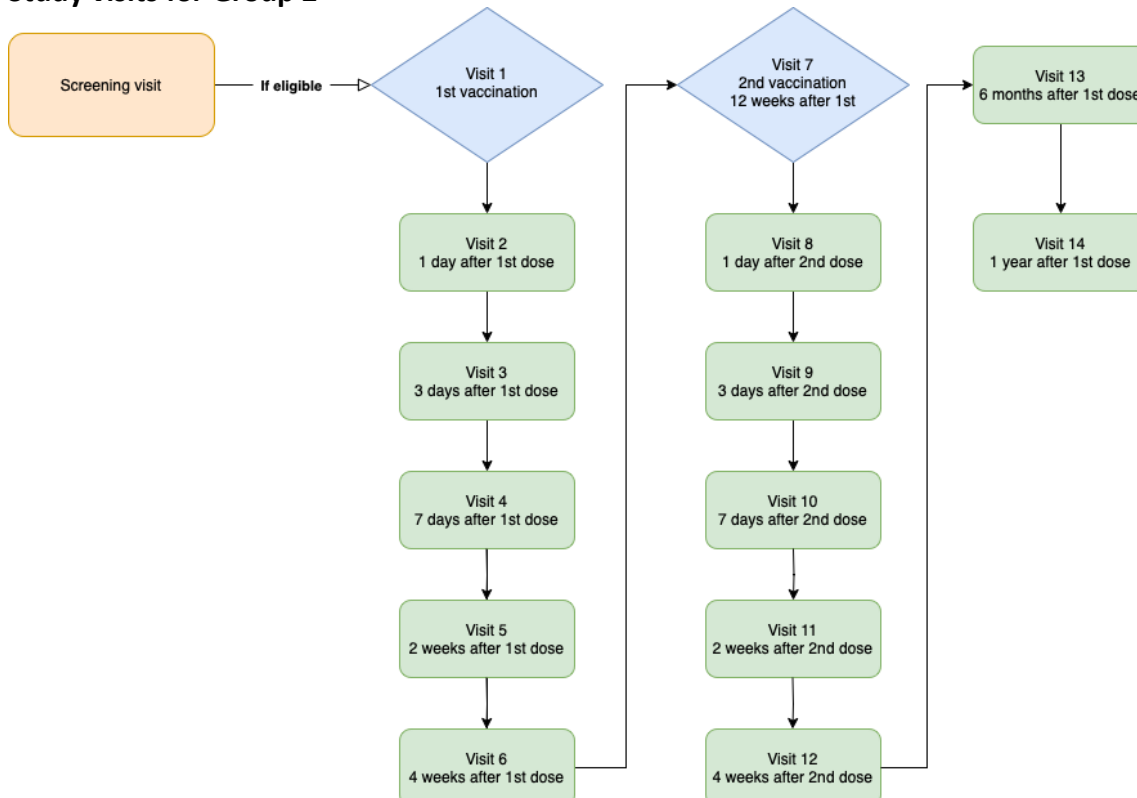 Study visits for Group 2
Screening visit
If eligible
Visit 1
1st vaccination
Visit 2
1 day after 1st dose
Visit 3
3 days after 1st dose
Visit 4
7 days after 1st dose
Visit 5
2 weeks after 1st dose
Visit 6
4 weeks after 1st dose
Visit 7
2nd vaccination
12 weeks after 1st
Visit 8
1 day after 2nd dose
Visit 9
3 days after 2nd dose
Visit 10
7 days after 2nd dose
Visit 11
2 weeks after 2nd dose
Visit 12
4 weeks after 2nd dose
Visit 13
6 months after 1st dose
Visit 14
1 year after 1st dose